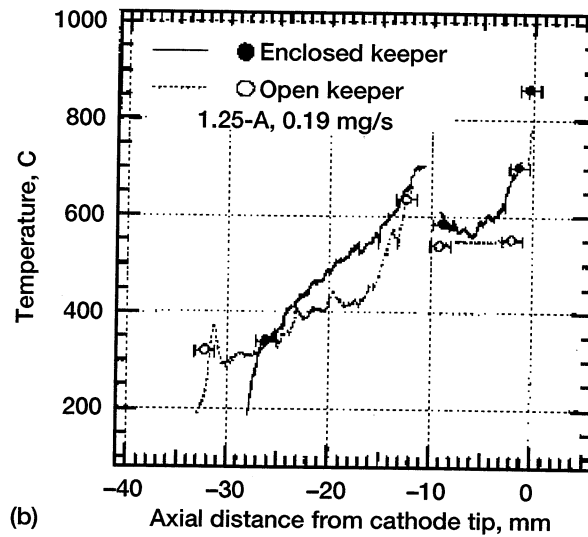 1000
800
600
400
200
Temperature, C
Enclosed keeper
Open keeper
1.25-A, 0.19 mg/s
−40 −30 −20 −10 0
(b) Axial distance from cathode tip, mm